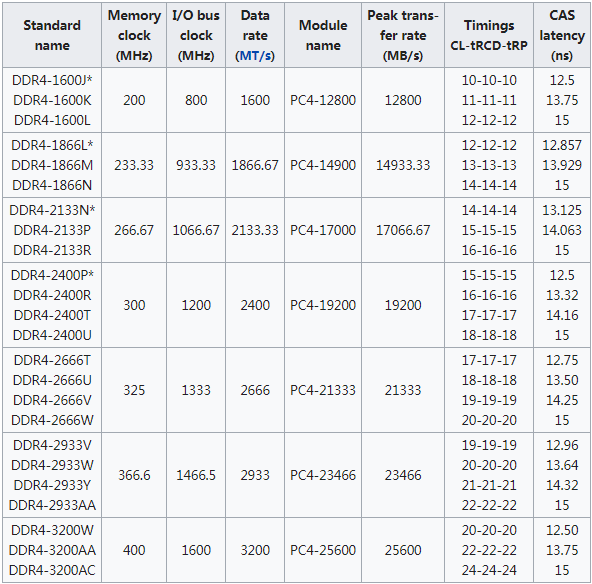 Standard name | Memory clock (MHz) | I/O bus clock (MHz) | Data rate (MT/s) | Module name | Peak trans- fer rate (MB/s) | Timings CL-tRCD-tRP | CAS latency (ns)
DDR4-1600J* 10-10-10 12.5
DDR4-1600K 200 800 1600 PC4-12800 12800 11-11-11 13.75
DDR4-1600L 12-12-12 15
DDR4-1866L* 12-12-12 12.857
DDR4-1866M 233.33 933.33 1866.67 PC4-14900 14933.33 13-13-13 13.929
DDR4-1866N 14-14-14 15
DDR4-2133N* 14-14-14 13.125
DDR4-2133P 266.67 1066.67 2133.33 PC4-17000 17066.67 15-15-15 14.063
DDR4-2133R 16-16-16 15
DDR4-2400P* 15-15-15 12.5
DDR4-2400R 300 1200 2400 PC4-19200 19200 16-16-16 13.32
DDR4-2400T 17-17-17 14.16
DDR4-2400U 18-18-18 15
DDR4-2666T 17-17-17 12.75
DDR4-2666U 325 1333 2666 PC4-21333 21333 18-18-18 13.50
DDR4-2666V 19-19-19 14.25
DDR4-2666W 20-20-20 15
DDR4-2933V 19-19-19 12.96
DDR4-2933W 366.6 1466.5 2933 PC4-23466 23466 20-20-20 13.64
DDR4-2933Y 21-21-21 14.32
DDR4-2933AA 22-22-22 15
DDR4-3200W 20-20-20 12.50
DDR4-3200AA 400 1600 3200 PC4-25600 25600 22-22-22 13.75
DDR4-3200AC 24-24-24 15